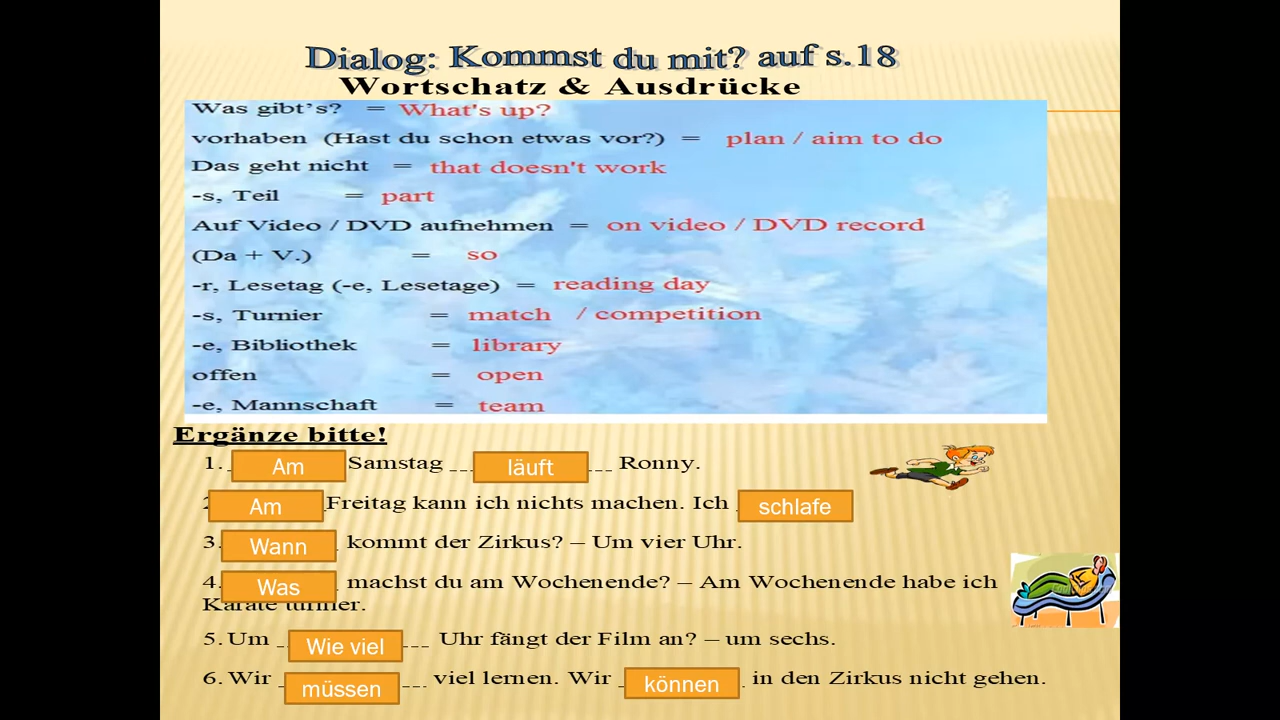 Dialog: Kommst du mit? auf s.18
Wortschatz & Ausdrücke
Was gibt's? = What's up?
vorhaben (Hast du schon etwas vor?) = plan / aim to do
Das geht nicht = that doesn't work
-s, Teil = part
Auf Video / DVD aufnehmen = on video / DVD record
(Da + V.) = so
-r, Lesetag (-e, Lesetage) = reading day
-s, Turnier = match / competition
-e, Bibliothek = library
offen = open
-e, Mannschaft = team
Ergänze bitte!
1. Am Samstag läuft Ronny.
2 Am Freitag kann ich nichts machen. Ich schlafe
3. Wann kommt der Zirkus? – Um vier Uhr.
4. Was machst du am Wochenende? – Am Wochenende habe ich
Karate turnier.
5. Um Wie viel Uhr fängt der Film an? – um sechs.
6. Wir müssen viel lernen. Wir können in den Zirkus nicht gehen.